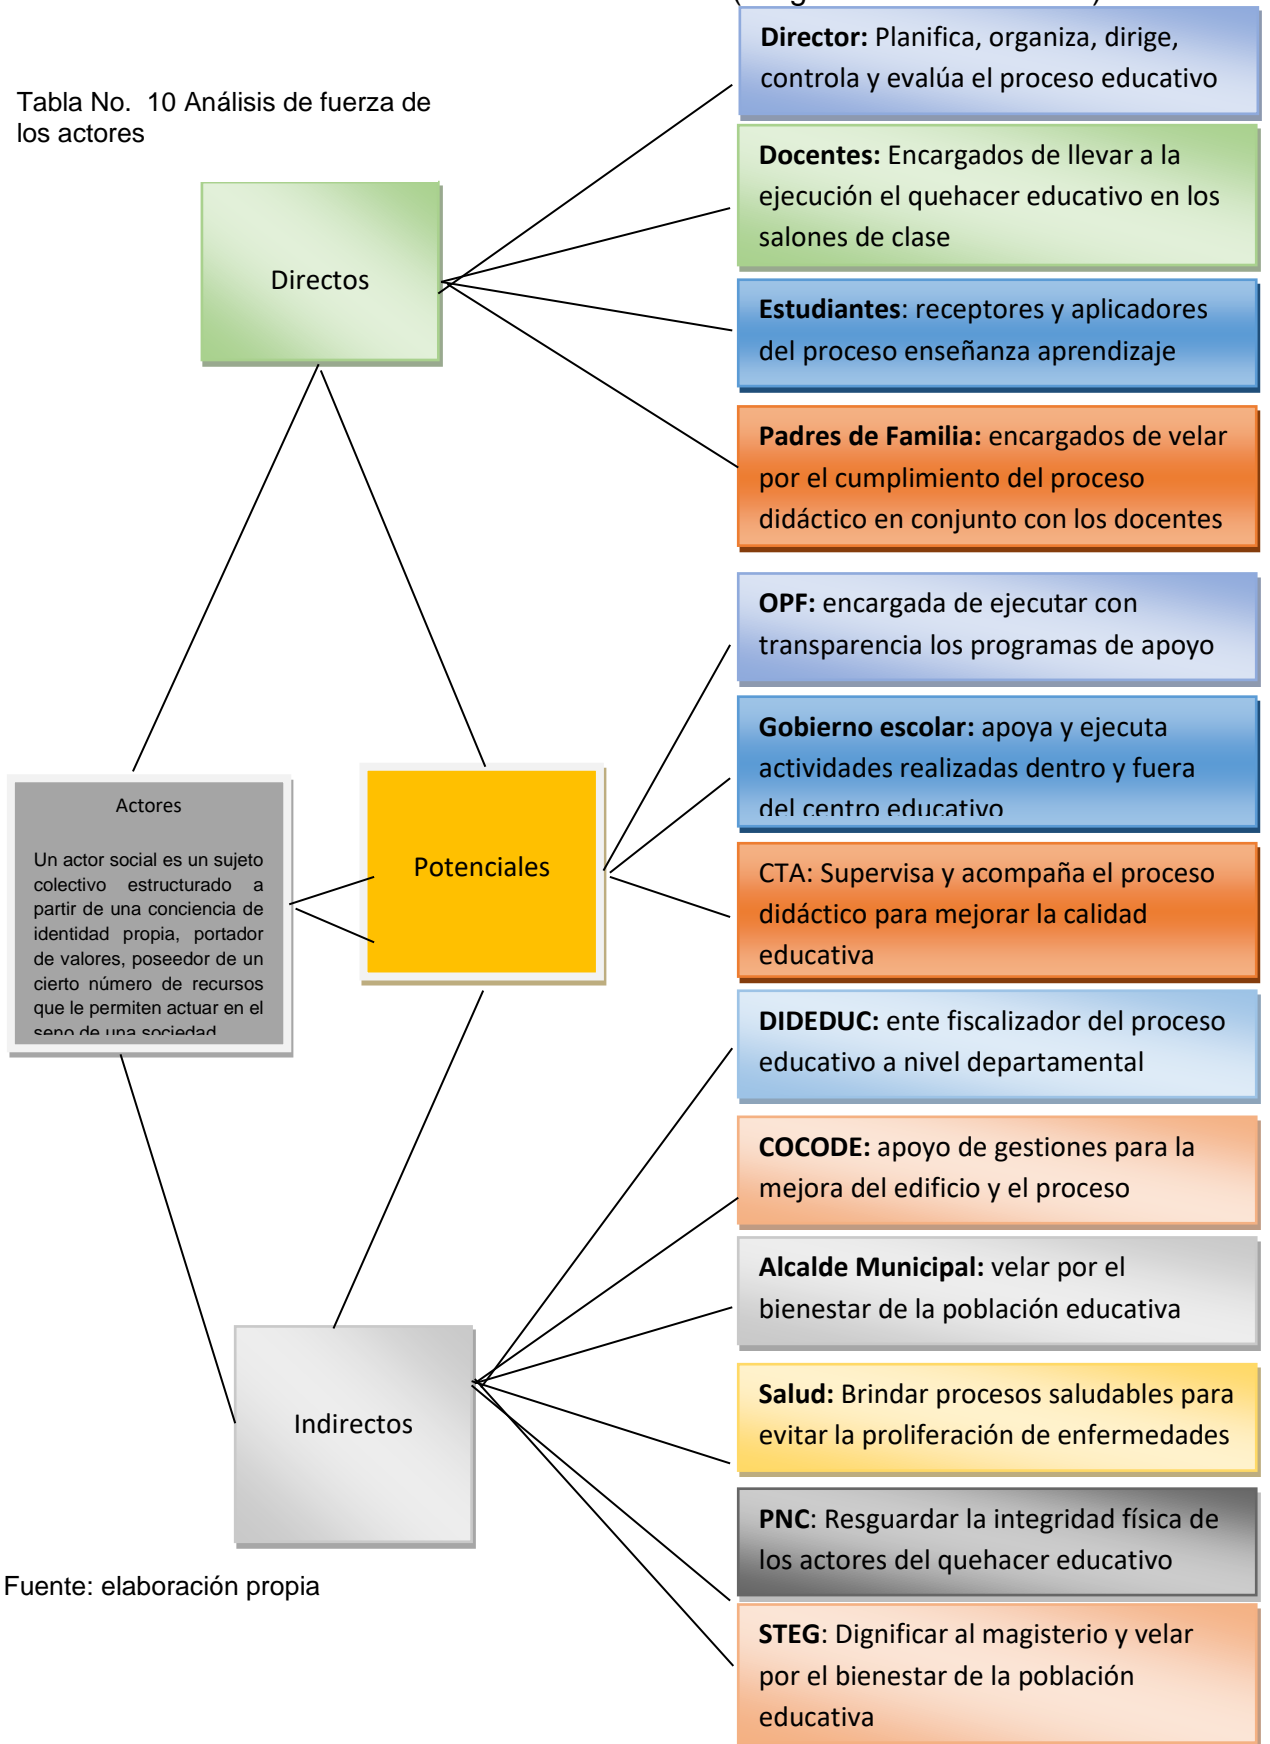 Director: Planifica, organiza, dirige,
controla y evalúa el proceso educativo
Tabla No. 10 Análisis de fuerza de
los actores
Docentes: Encargados de llevar a la
ejecución el quehacer educativo en los
salones de clase
Directos
Estudiantes: receptores y aplicadores
del proceso enseñanza aprendizaje
Padres de Familia: encargados de velar
por el cumplimiento del proceso
didáctico en conjunto con los docentes
OPF: encargada de ejecutar con
transparencia los programas de apoyo
Gobierno escolar: apoya y ejecuta
actividades realizadas dentro y fuera
del centro educativo
Actores
Un actor social es un sujeto
colectivo estructurado a
partir de una conciencia de
identidad propia, portador
de valores, poseedor de un
cierto número de recursos
que le permiten actuar en el
seno de una sociedad
Potenciales
CTA: Supervisa y acompaña el proceso
didáctico para mejorar la calidad
educativa
DIDEDUC: ente fiscalizador del proceso
educativo a nivel departamental
COCODE: apoyo de gestiones para la
mejora del edificio y el proceso
Alcalde Municipal: velar por el
bienestar de la población educativa
Indirectos
Salud: Brindar procesos saludables para
evitar la proliferación de enfermedades
PNC: Resguardar la integridad física de
los actores del quehacer educativo
Fuente: elaboración propia
STEG: Dignificar al magisterio y velar
por el bienestar de la población
educativa